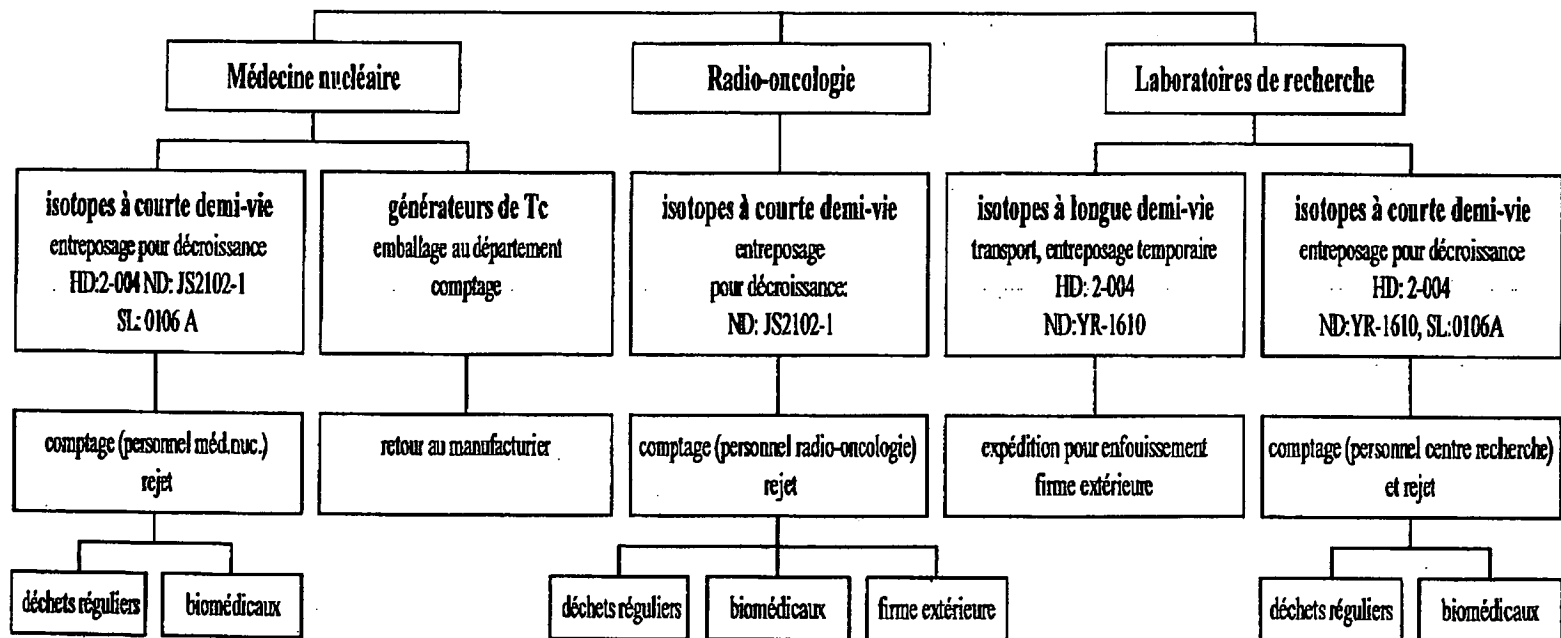 Médecine nucléaire
Radio-oncologie
Laboratoires de recherche
isotopes à courte demi-vie
entreposage pour décroissance
HD:2-004 ND: JS2102-1
SL: 0106 A
générateurs de Tc
emballage au département
comptage
isotopes à courte demi-vie
entreposage
pour décroissance:
ND: JS2102-1
isotopes à longue demi-vie
transport, entreposage temporaire
HD: 2-004
ND:YR-1610
isotopes à courte demi-vie
entreposage pour décroissance
HD: 2-004
ND:YR-1610, SL:0106A
comptage (personnel méd.nuc.)
rejet
retour au manufacturier
comptage (personnel radio-oncologie)
rejet
expédition pour enfouissement
firme extérieure
comptage (personnel centre recherche)
et rejet
déchets réguliers
biomédicaux
déchets réguliers
biomédicaux
firme extérieure
déchets réguliers
biomédicaux